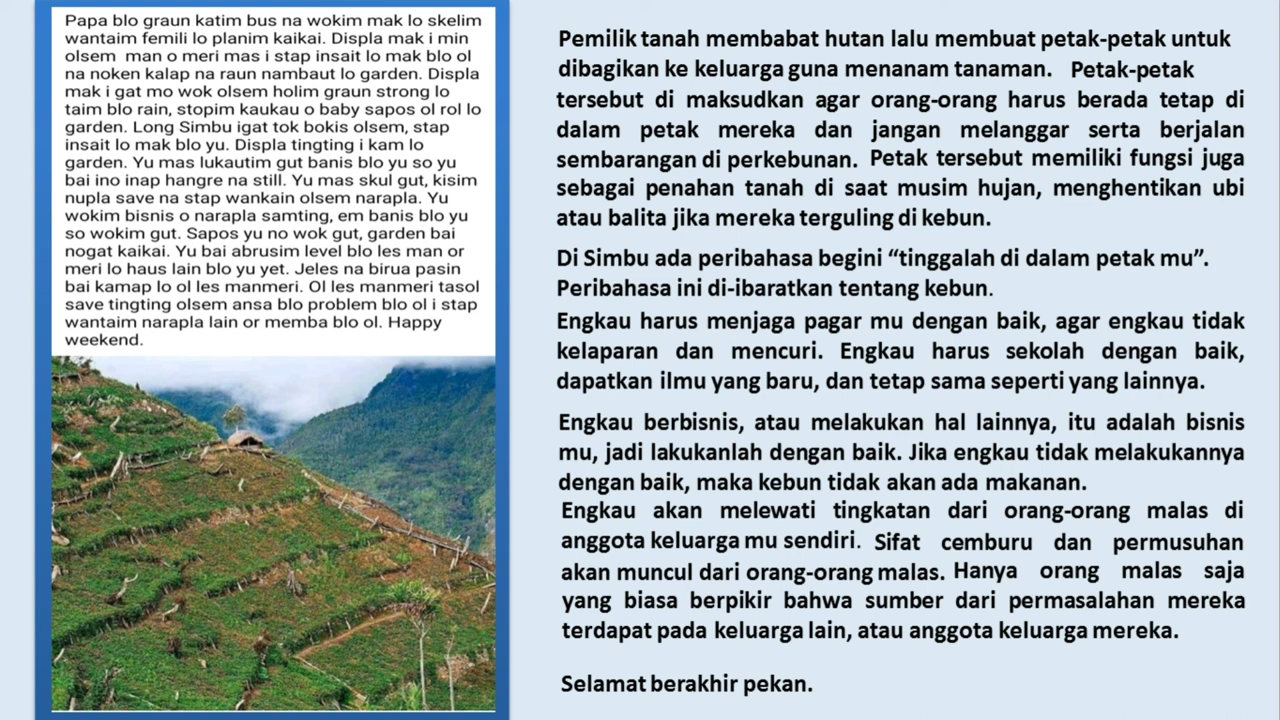 Papa blo graun katim bus na wokim mak lo skelim
wantaim femili lo planim kaikai. Displa mak i min
olsem man o meri mas i stap insait lo mak blo ol
na noken kalap na raun nambaut lo garden. Displa
mak i gat mo wok olsem holim graun strong lo
taim blo rain, stopim kaukau o baby sapos ol rol lo
garden. Long Simbu igat tok bokis olsem, stap
insait lo mak blo yu. Displa tingting i kam lo
garden. Yu mas lukautim gut banis blo yu so yu
bai ino inap hangre na still. Yu mas skul gut, kisim
nupla save na stap wankain olsem narapla. Yu
wokim bisnis o narapla samting, em banis blo yu
so wokim gut. Sapos yu no wok gut, garden bai
nogat kaikai. Yu bai abrusim level blo les man or
meri lo haus lain blo yu yet. Jeles na birua pasin
bai kamap lo ol les manmeri. Ol les manmeri tasol
save tingting olsem ansa blo problem blo ol i stap
wantaim narapla lain or memba blo ol. Happy
weekend.
Pemilik tanah membabat hutan lalu membuat petak-petak untuk
dibagikan ke keluarga guna menanam tanaman. Petak-petak
tersebut di maksudkan agar orang-orang harus berada tetap di
dalam petak mereka dan jangan melanggar serta berjalan
sembarangan di perkebunan. Petak tersebut memiliki fungsi juga
sebagai penahan tanah di saat musim hujan, menghentikan ubi
atau balita jika mereka terguling di kebun.
Di Simbu ada peribahasa begini “tinggalah di dalam petak mu”.
Peribahasa ini di-ibaratkan tentang kebun.
Engkau harus menjaga pagar mu dengan baik, agar engkau tidak
kelaparan dan mencuri. Engkau harus sekolah dengan baik,
dapatkan ilmu yang baru, dan tetap sama seperti yang lainnya.
Engkau berbisnis, atau melakukan hal lainnya, itu adalah bisnis
mu, jadi lakukanlah dengan baik. Jika engkau tidak melakukannya
dengan baik, maka kebun tidak akan ada makanan.
Engkau akan melewati tingkatan dari orang-orang malas di
anggota keluarga mu sendiri. Sifat cemburu dan permusuhan
akan muncul dari orang-orang malas. Hanya orang malas saja
yang biasa berpikir bahwa sumber dari permasalahan mereka
terdapat pada keluarga lain, atau anggota keluarga mereka.
Selamat berakhir pekan.